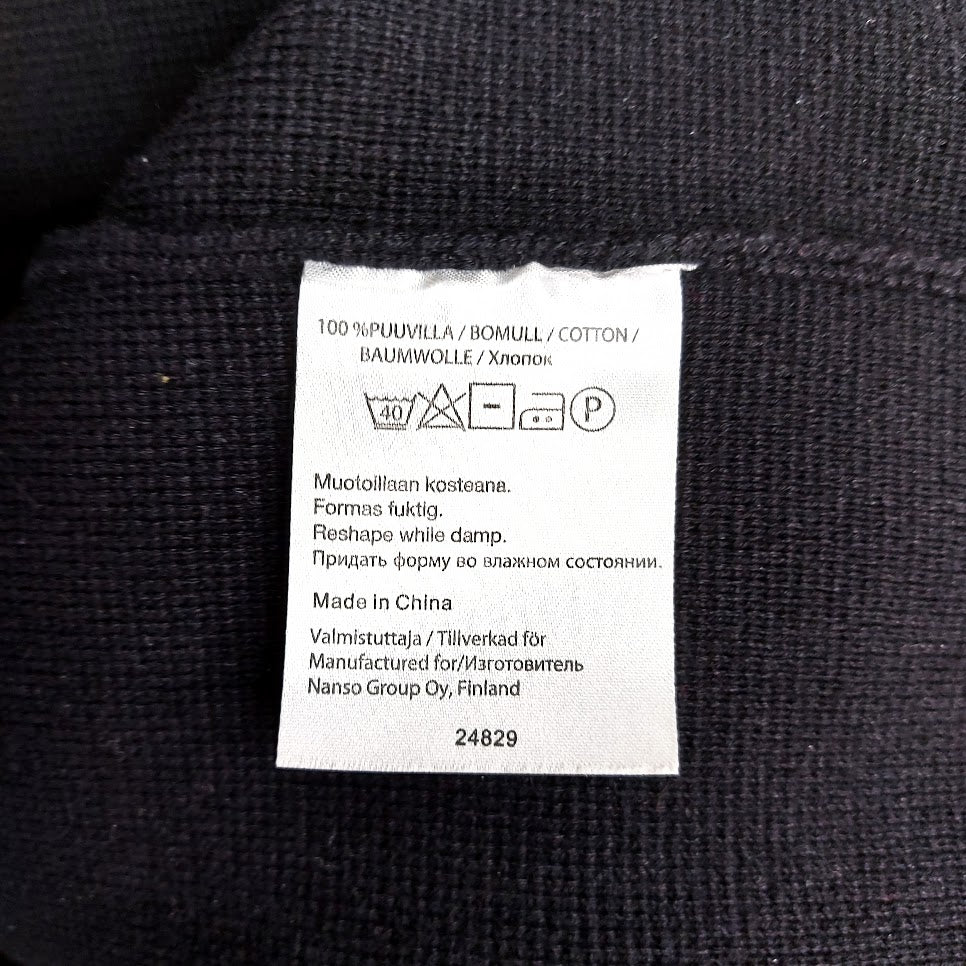 100 %PUUVILLA / BOMULL / COTTON /
BAUMWOLLE / Хлопок
40 P
Muotoillaan kosteana.
Formas fuktig.
Reshape while damp.
Придать форму во влажном состоянии.
Made in China
Valmistuttaja / Tillverkad för
Manufactured for/Изготовитель
Nanso Group Oy, Finland
24829